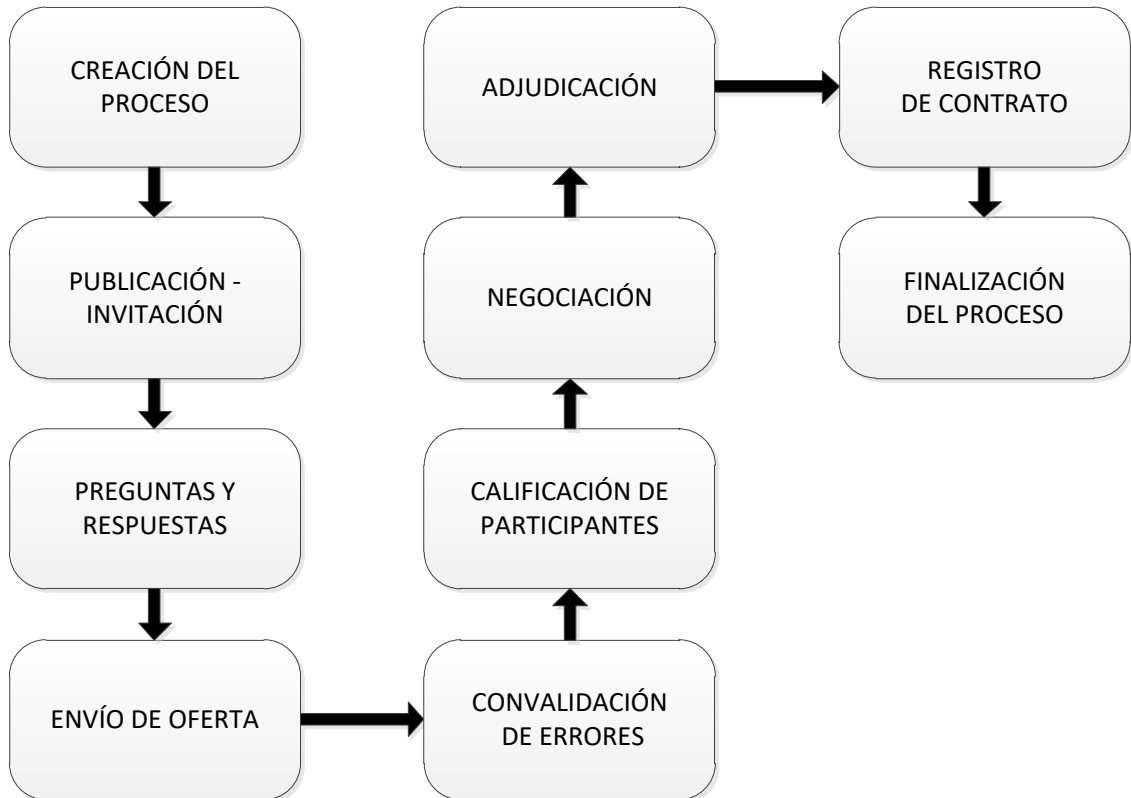 CREACIÓN DEL
PROCESO
PUBLICACIÓN -
INVITACIÓN
PREGUNTAS Y
RESPUESTAS
ENVÍO DE OFERTA
CONVALIDACIÓN
DE ERRORES
CALIFICACIÓN DE
PARTICIPANTES
NEGOCIACIÓN
ADJUDICACIÓN
REGISTRO
DE CONTRATO
FINALIZACIÓN
DEL PROCESO